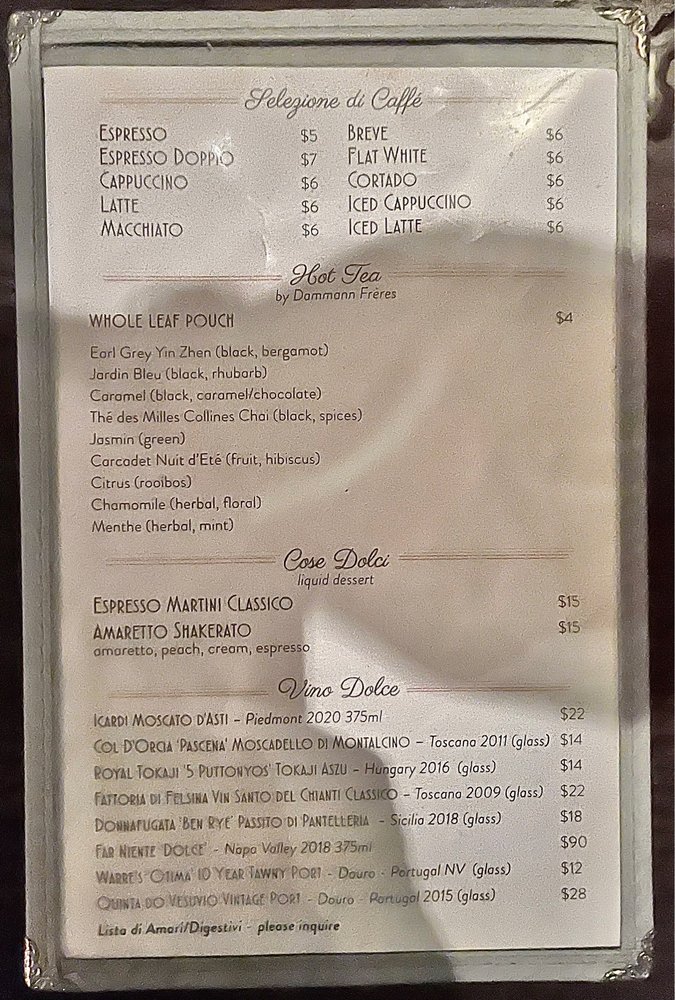 Selezione di Caffé
ESPRESSO $5 BREVE $6
ESPRESSO DOPPIO $7 FLAT WHITE $6
CAPPUCCINO $6 CORTADO $6
LATTE $6 ICED CAPPUCCINO $6
MACCHIATO $6 ICED LATTE $6
Hot Tea
by Dammann Frères
WHOLE LEAF POUCH $4
Earl Grey Yin Zhen (black, bergamot)
Jardin Bleu (black, rhubarb)
Caramel (black, caramel/chocolate)
Thé des Milles Collines Chai (black, spices)
Jasmin (green)
Carcadet Nuit d'Eté (fruit, hibiscus)
Citrus (rooibos)
Chamomile (herbal, floral)
Menthe (herbal, mint)
Cose Dolci
liquid dessert
ESPRESSO MARTINI CLASSICO $15
AMARETTO SHAKERATO $15
amaretto, peach, cream, espresso
Vino Dolce
ICARDI MOSCATO D'ASTI – Piedmont 2020 375ml $22
COL D'ORCIA 'PASCENA' MOSCADELLO DI MONTALCINO – Toscana 2011 (glass) $14
ROYAL TOKAJI '5 PUTTONYOS' TOKAJI ASZU – Hungary 2016 (glass) $14
FATTORIA DI FELSINA VIN SANTO DEL CHIANTI CLASSICO – Toscana 2009 (glass) $22
DONNAFUGATA 'BEN RYE' PASSITO DI PANTELLERIA - Sicilia 2018 (glass) $18
FAR NIENTE 'DOLCE' - Napa Valley 2018 375ml $90
WARRE'S 'OTIMA' 10 YEAR TAWNY PORT - Douro - Portugal NV (glass) $12
QUINTA DO VESUVIO VINTAGE PORT - Douro - Portugal 2015 (glass) $28
Lista di Amari/Digestivi - please inquire